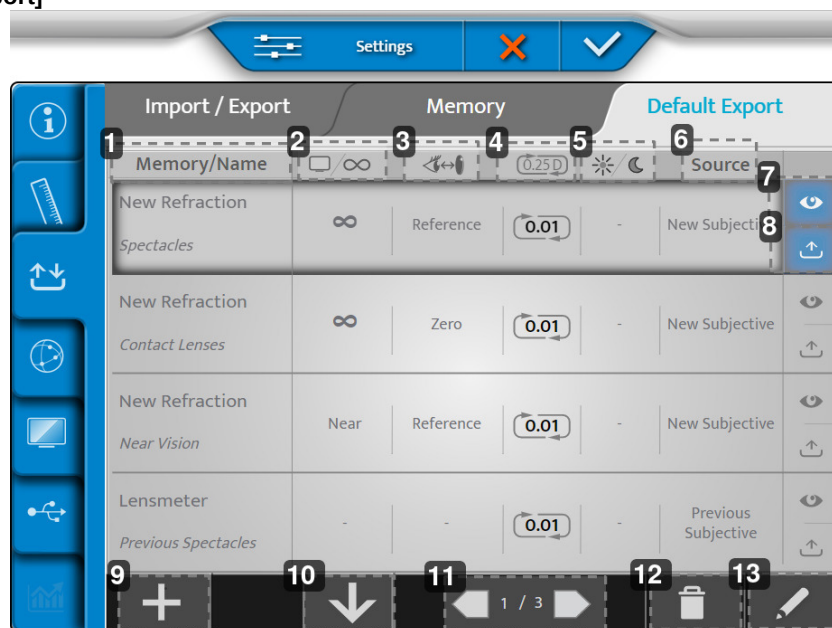 ort]
Settings
Import / Export
Memory
Default Export
1 2 3 4 5 6
Memory/Name
0.25 D
Source
7
New Refraction
Spectacles
∞ Reference 0.01 - New Subjecti
8
New Refraction
Contact Lenses
∞ Zero 0.01 - New Subjective
New Refraction
Near Vision
Near Reference 0.01 - New Subjective
Lensmeter
Previous Spectacles
- - 0.01 - Previous
Subjective
9 10 11 12 13
1 / 3